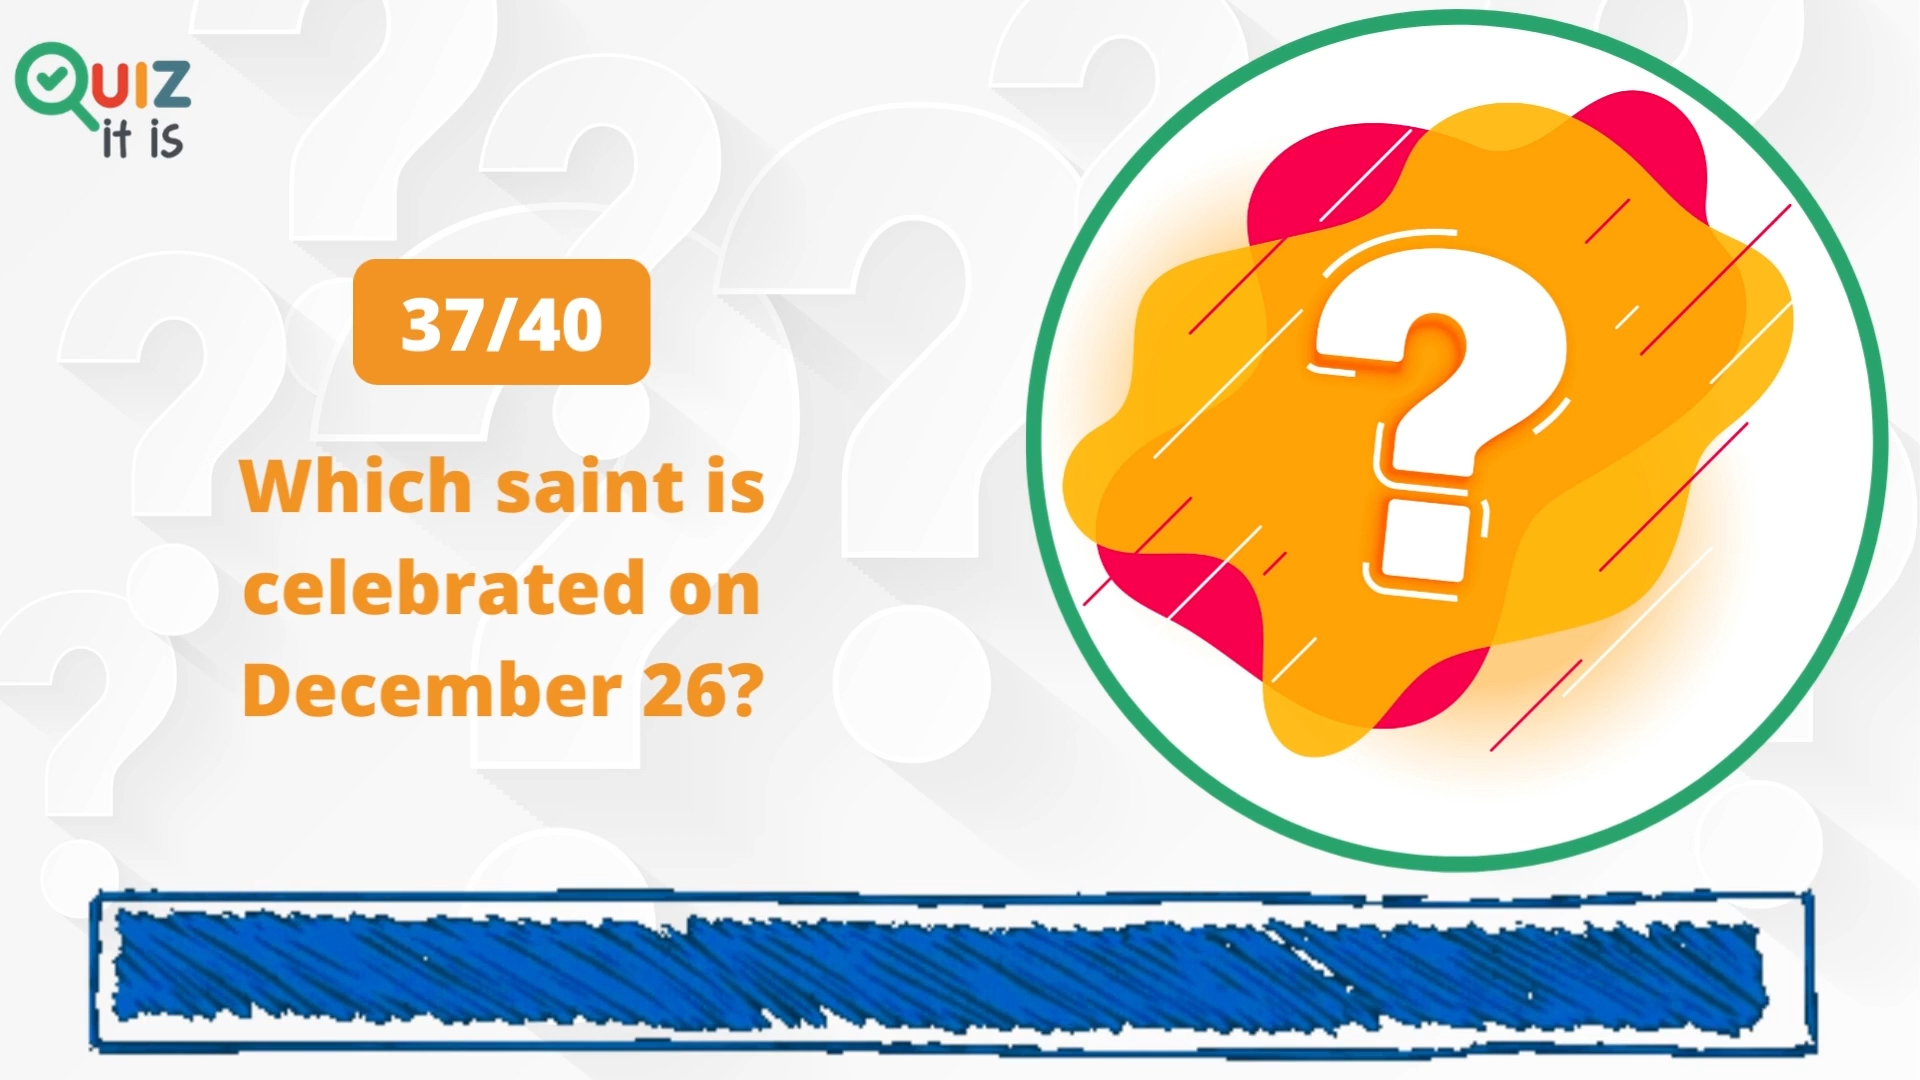 QUIZ
it is
37/40
Which saint is
celebrated on
December 26?